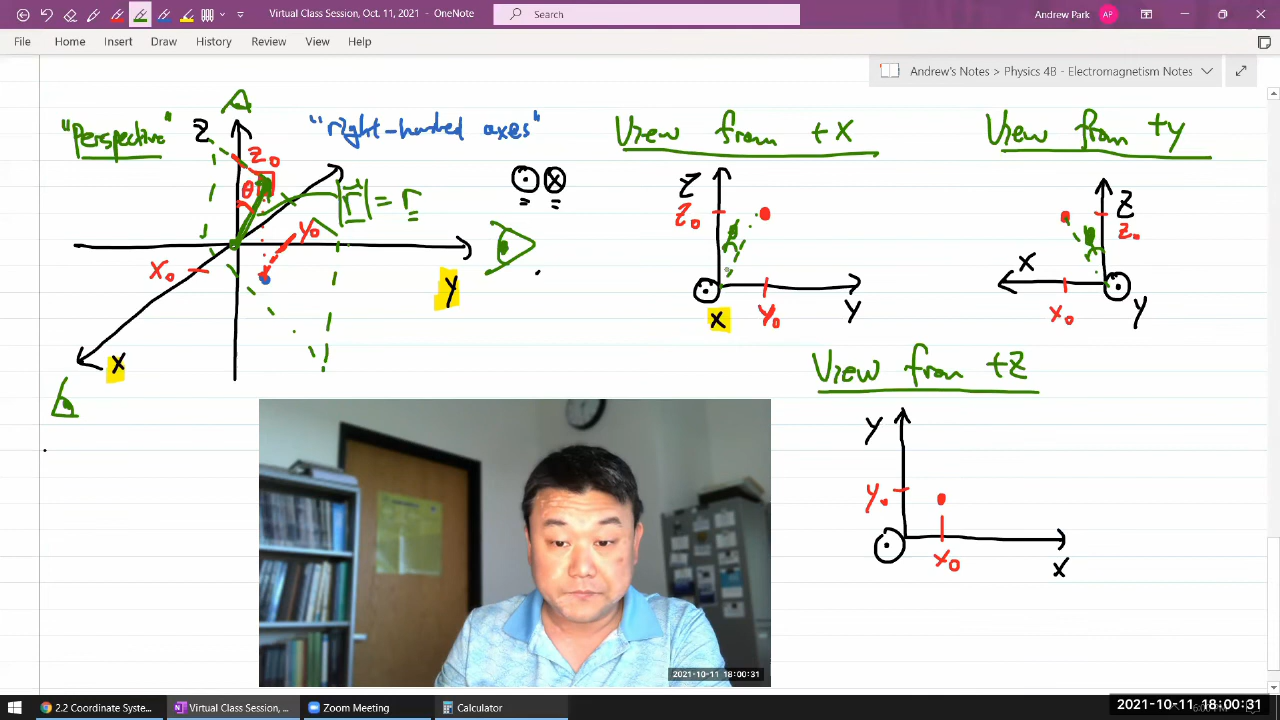 Virtual Class Session, Oct. 11, 2021 - OneNote
Search
Andrew Park
AP
File Home Insert Draw History Review View Help
Andrew's Notes > Physics 4B - Electromagnetism Notes
"Perspective"
"right-handed axes"
View from +x
View from +y
z
z₀
θ
|r⃗| = r
y₀
x₀
y
x
z
z₀
x
y₀
y
z
z₀
x
x₀
y
View from +z
y
y₀
x₀
x
2021-10-11 18:00:31
2.2 Coordinate Syste...
Virtual Class Session, ...
Zoom Meeting
Calculator
2021-10-11 18:00:31